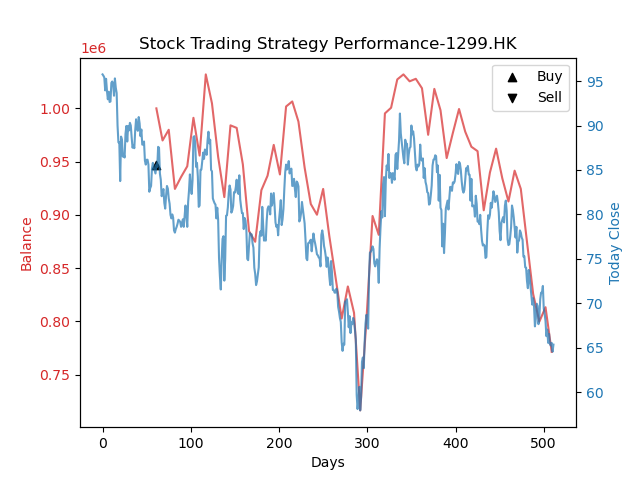 Stock Trading Strategy Performance-1299.HK
1e6
Buy
Sell
1.00
0.95
0.90
0.85
0.80
0.75
Balance
95
90
85
80
75
70
65
60
Today Close
0
100
200
300
400
500
Days